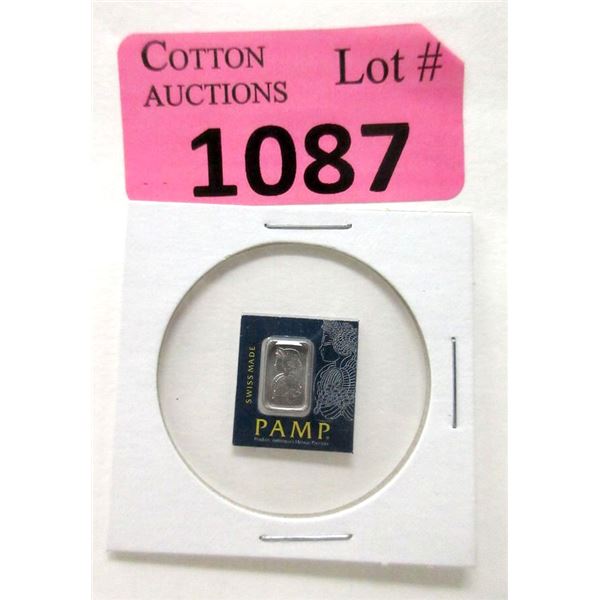 COTTON
AUCTIONS
Lot #
1087
SWISS MADE
PAMP